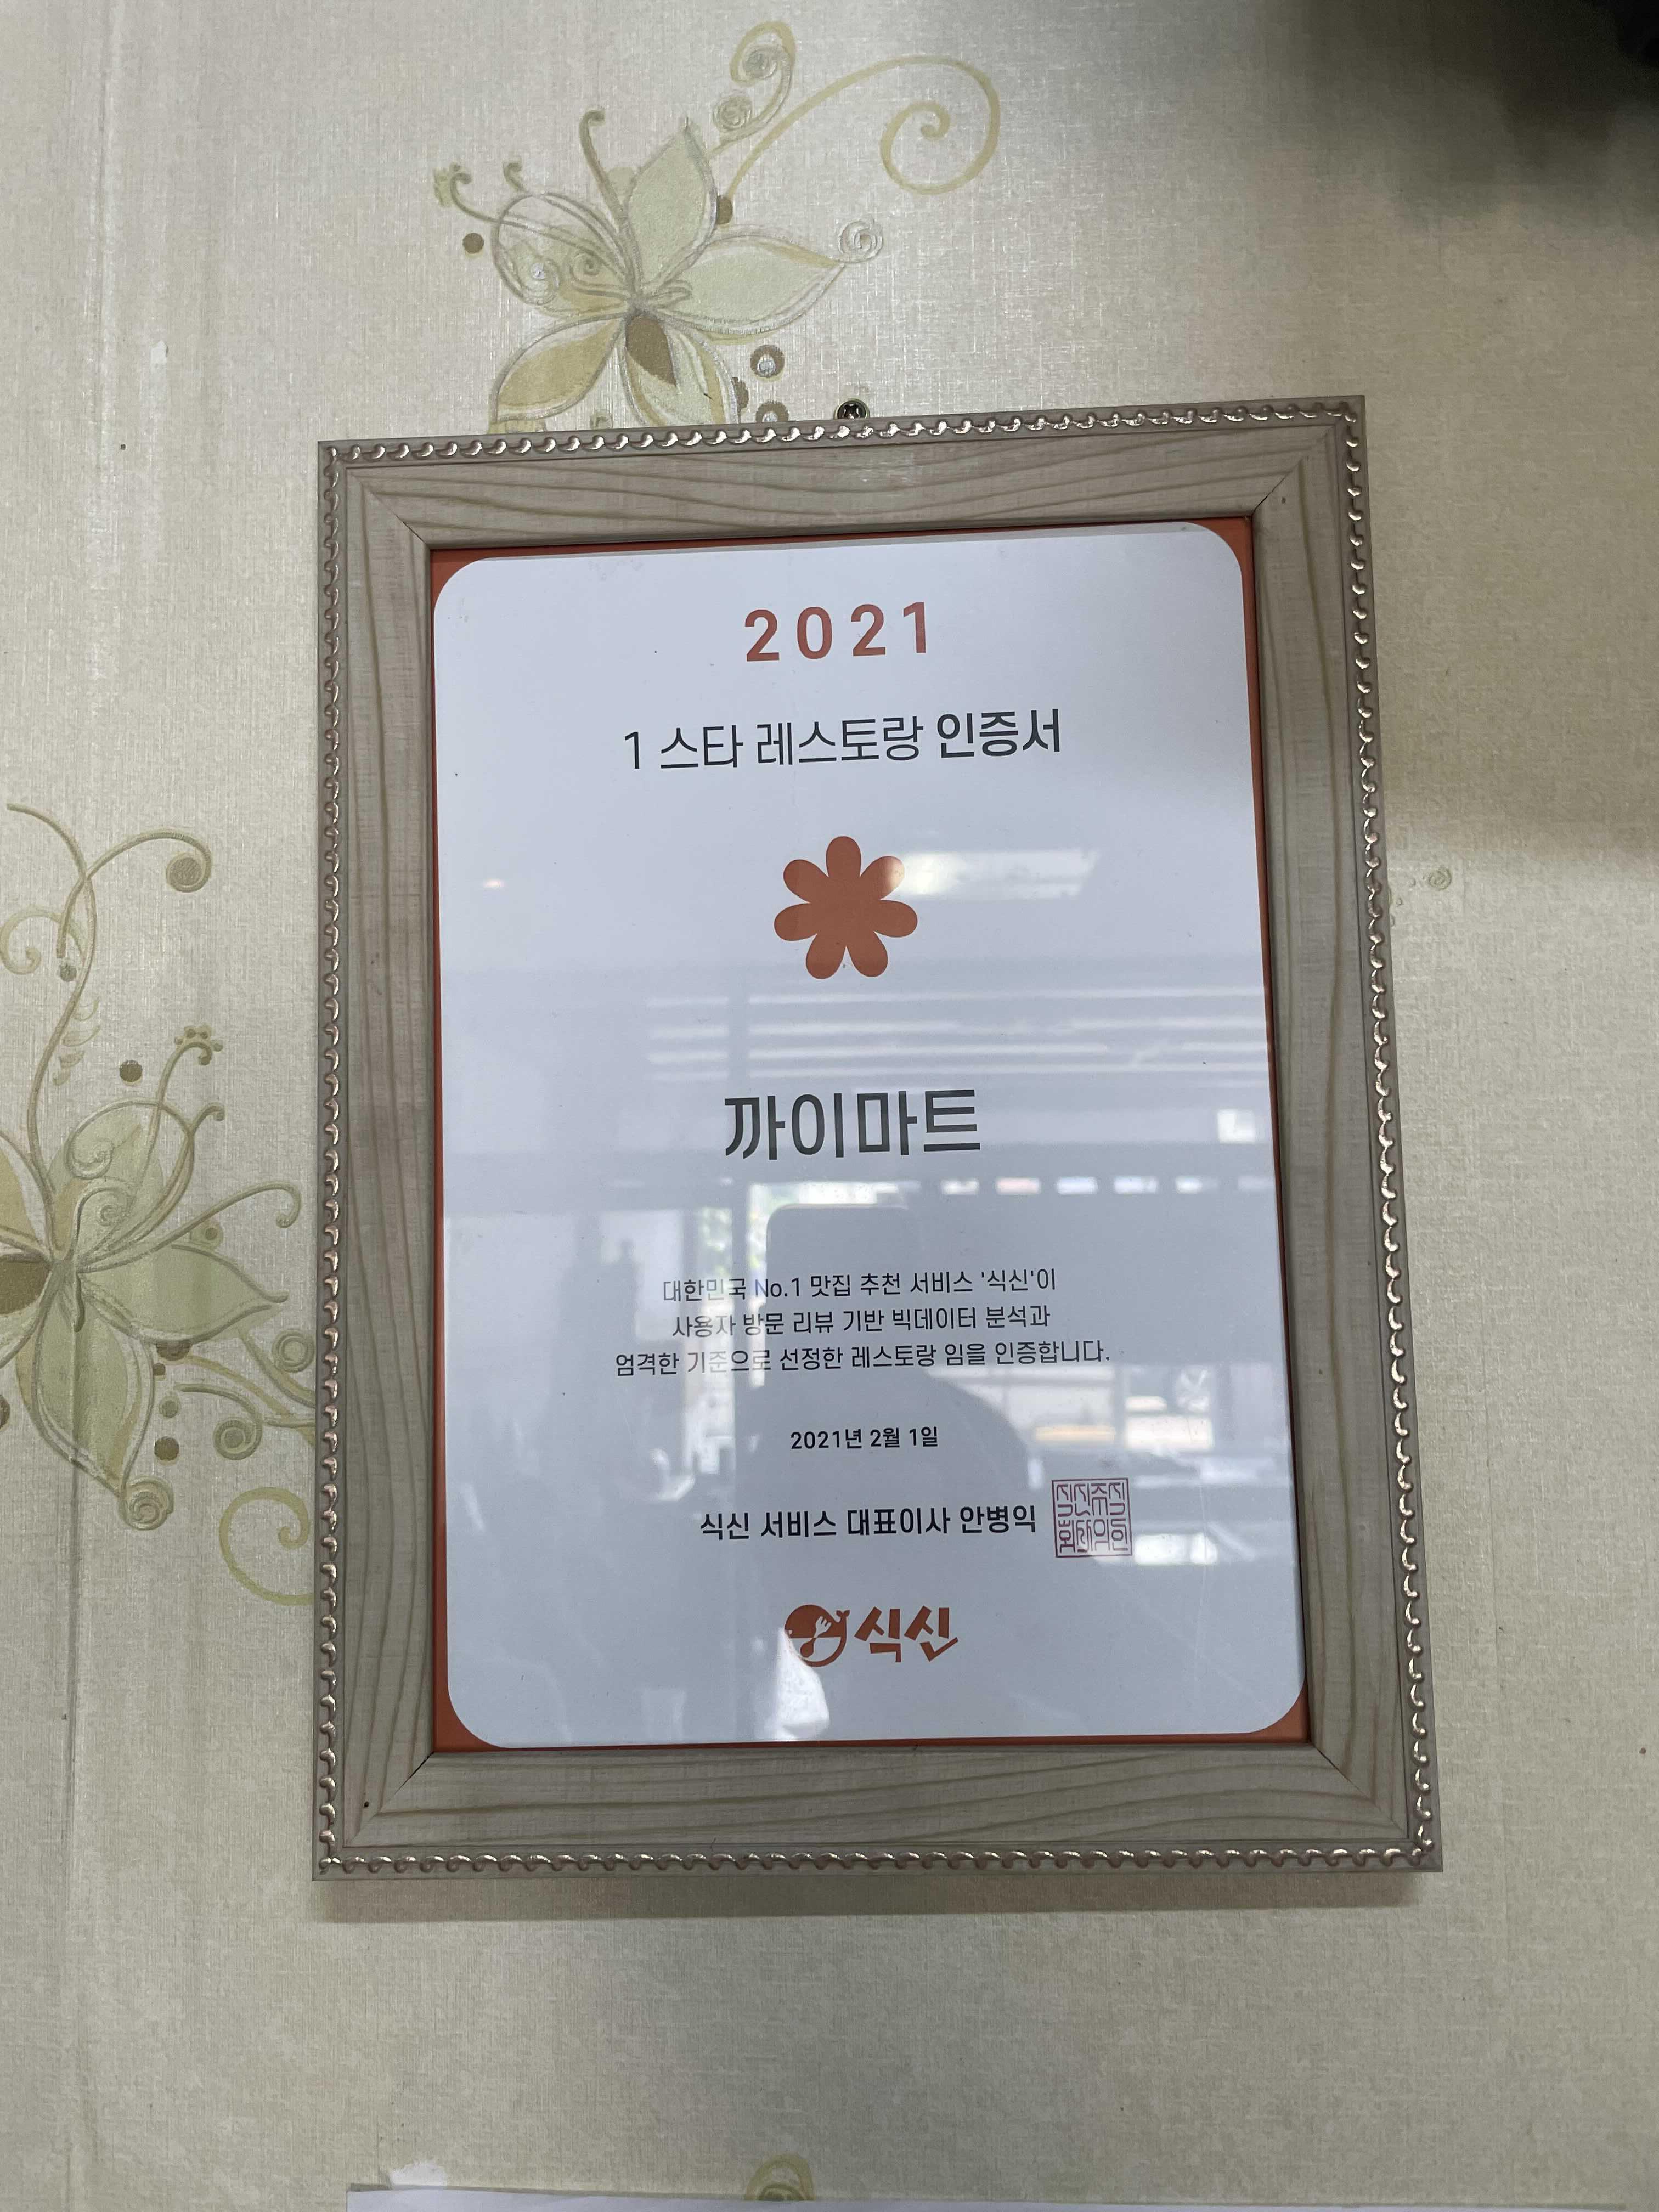 2021
1 스타 레스토랑 인증서
까이마트
대한민국 No.1 맛집 추천 서비스 '식신'이
사용자 방문 리뷰 기반 빅데이터 분석과
엄격한 기준으로 선정한 레스토랑 임을 인증합니다.
2021년 2월 1일
식신 서비스 대표이사 안병익
식신